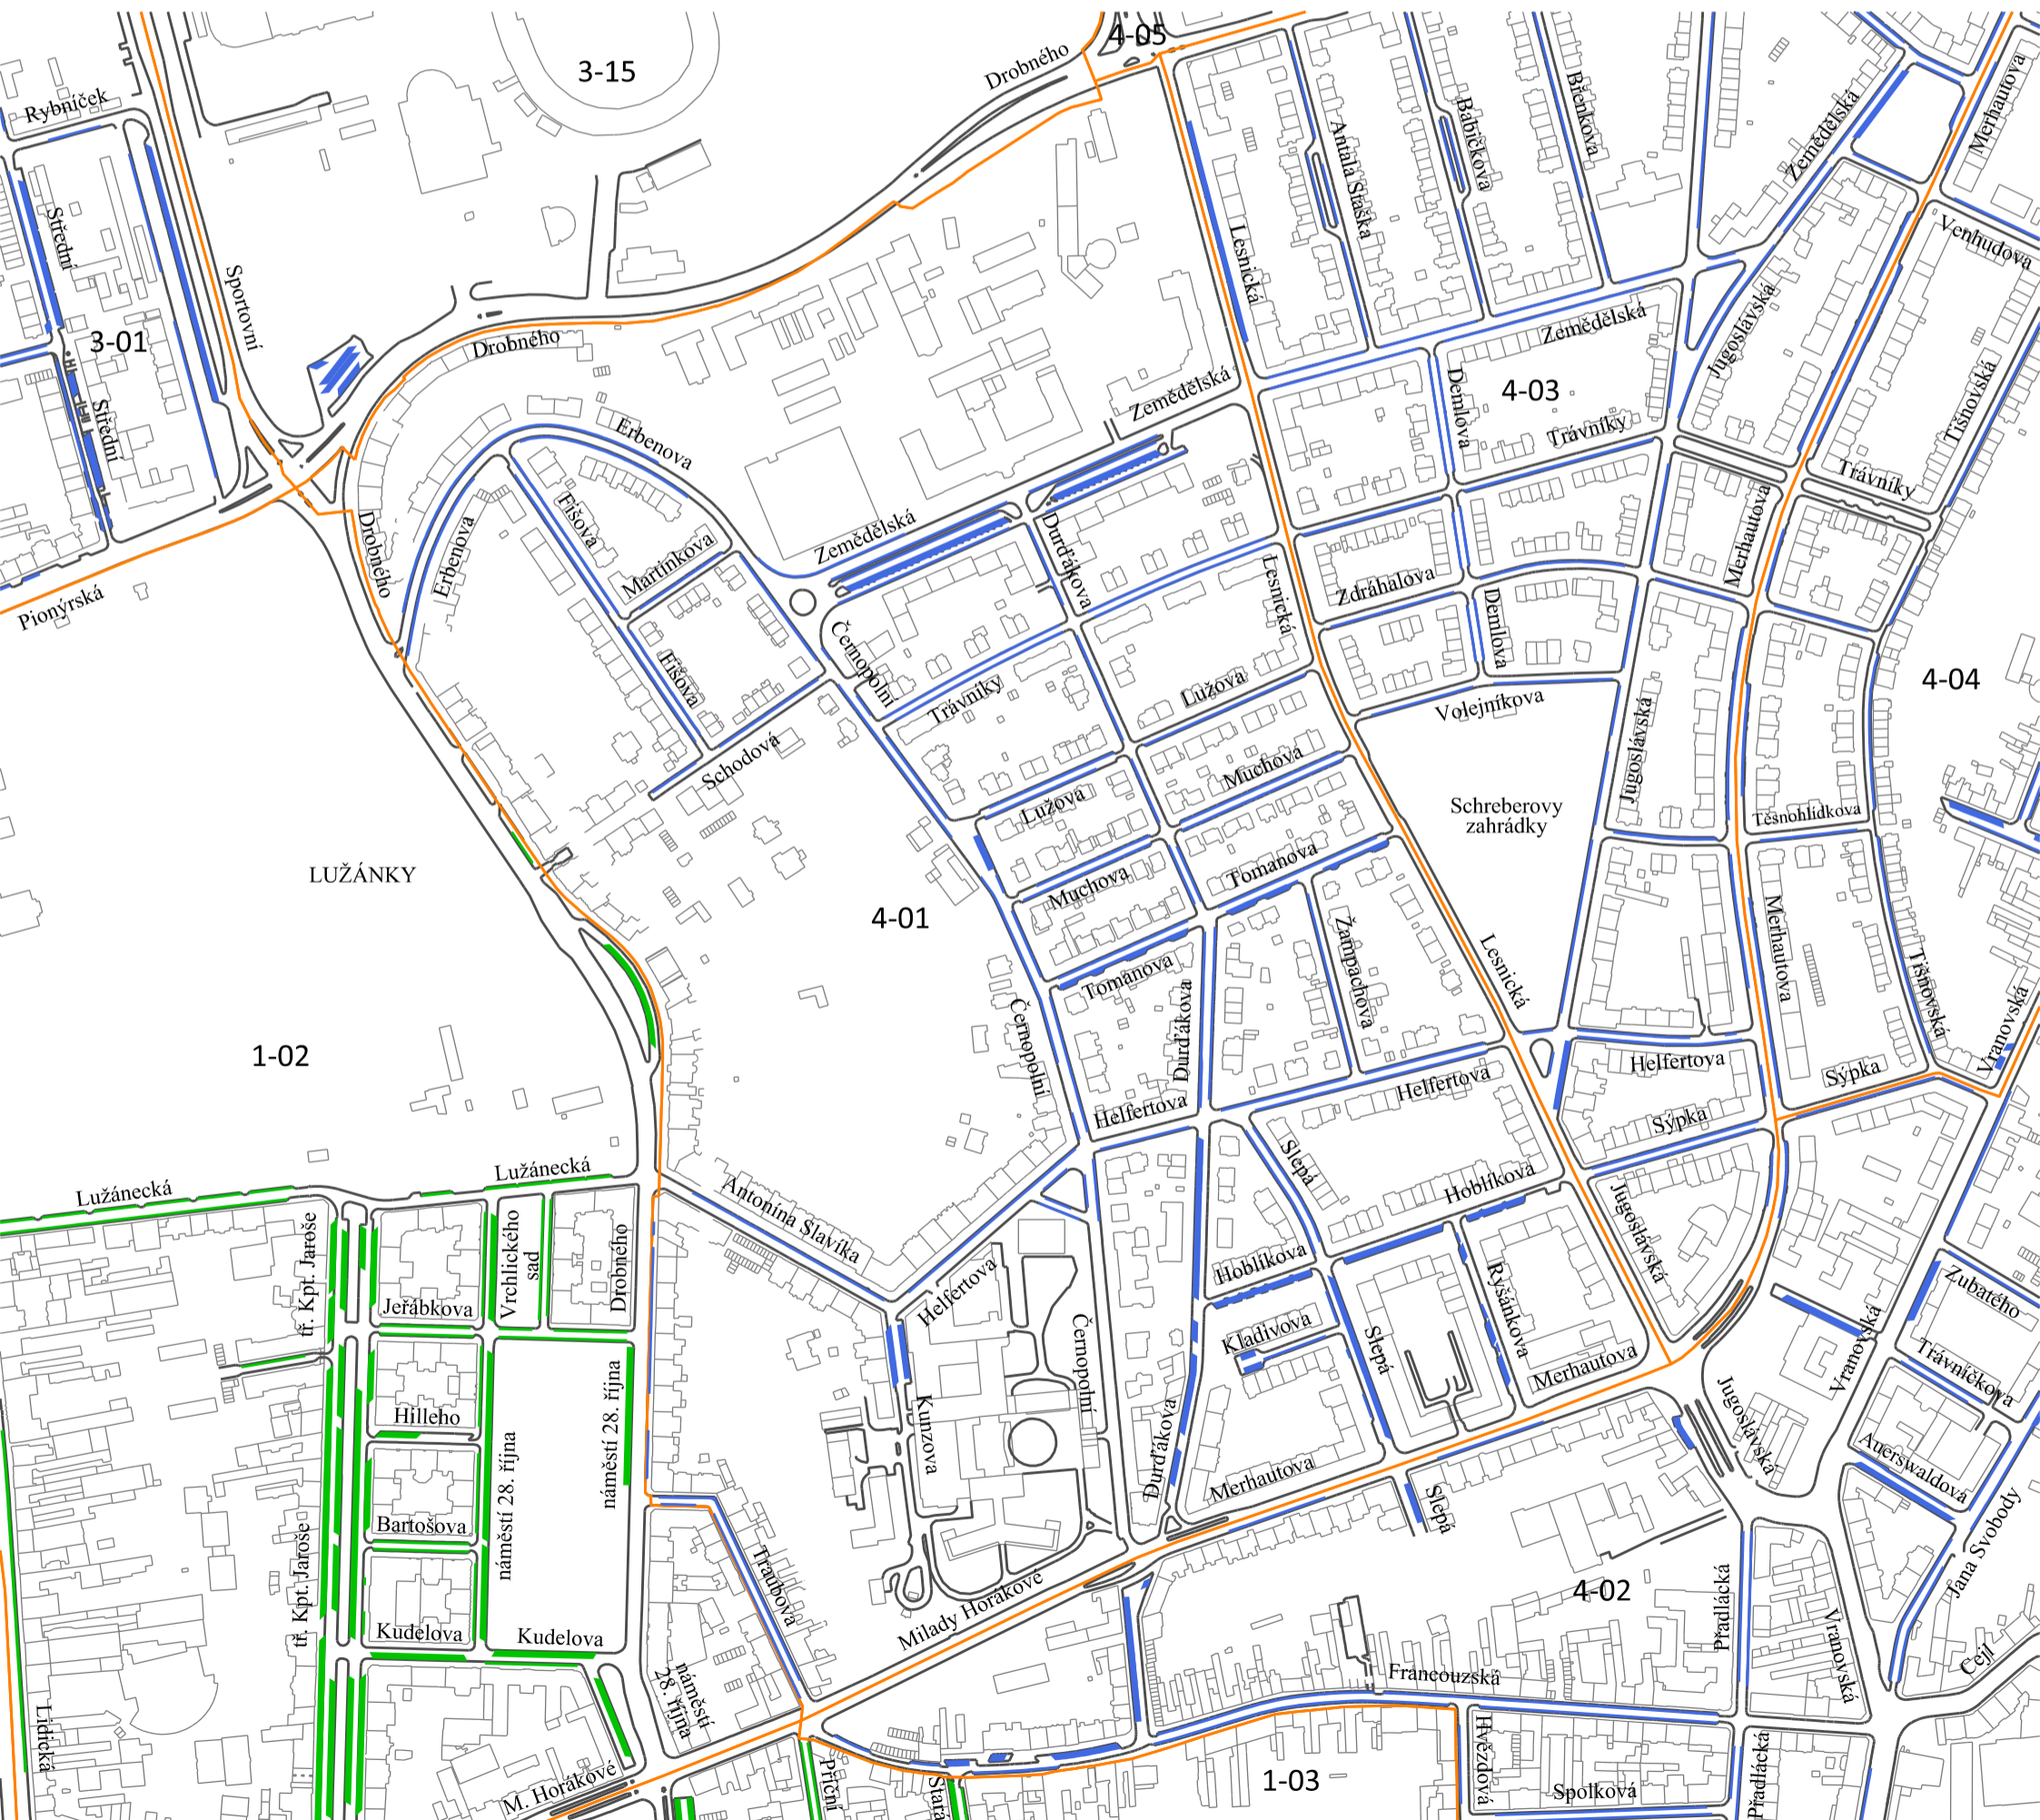 4-05
Drobného
3-15
Rybníček
Merhautova
Zemědělská
Břenkova
Babičkova
Antala Staška
Střední
Lesnická
Venhudova
Sportovní
3-01
Drobného
Zemědělská
Jugoslávská
Zemědělská
4-03
Demlova
Tišnovská
Střední
Erbenova
Trávníky
Trávníky
Fišova
Zemědělská
Durďákova
Merhautova
Drobného
Erbenova
Martinkova
Lesnická
Zdráhalova
Pionýrská
Demlova
Černopolní
Fišova
Trávníky
Lužova
Volejníkova
4-04
Jugoslávská
Schodová
Muchova
Lužova
Schreberovy
zahrádky
Těsnohlídkova
LUŽÁNKY
Muchova
Tomanova
4-01
Žampachova
Merhautova
Lesnická
Tišnovská
Tomanova
Durďákova
Černopolní
Vranovská
1-02
Helfertova
Helfertova
Sýpka
Helfertova
Sýpka
Lužánecká
Lužánecká
Slepá
Hoblíkova
Antonína Slavíka
Jugoslávská
tř. Kpt. Jaroše
Vrchlického
sad
Drobného
Hoblíkova
Helfertova
Ryšánkova
Zubatého
Jeřábkova
Černopolní
Kladivova
Slepá
Vranovská
Trávníčkova
Merhautova
náměstí 28. října
Hilleho
Kunzova
Durďákova
Jugoslávská
Auerswaldova
náměstí 28. října
Merhautova
Slepá
Bartošova
tř. Kpt. Jaroše
Traubova
Jana Svobody
Milady Horákové
4-02
Přadlácká
Vranovská
Kudelova
Kudelova
Francouzská
Cejl
náměstí
28. října
Lidická
M. Horákové
Příční
Stará
1-03
Hvězdová
Spolková
Přadlácká